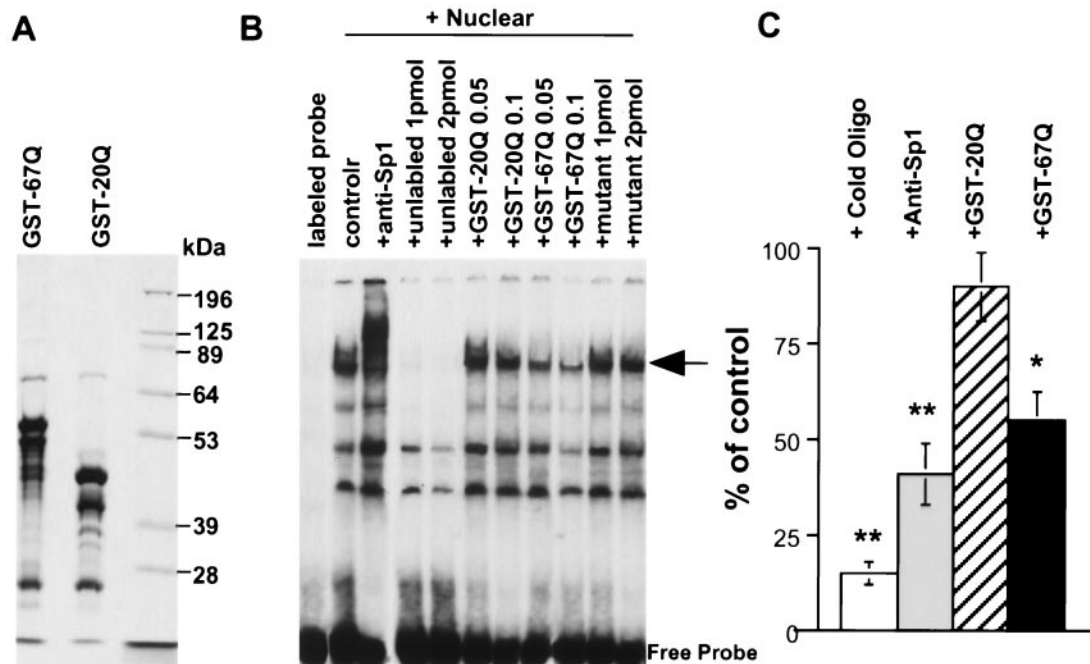 A
GST-67Q
GST-20Q
kDa
196
125
89
64
53
39
28
B
+ Nuclear
labeled probe
controlr
+anti-Sp1
+unlabled 1pmol
+unlabled 2pmol
+GST-20Q 0.05
+GST-20Q 0.1
+GST-67Q 0.05
+GST-67Q 0.1
+mutant 1pmol
+mutant 2pmol
Free Probe
C
+ Cold Oligo
+Anti-Sp1
+GST-20Q
+GST-67Q
% of control
100
75
50
25
0
**
**
*